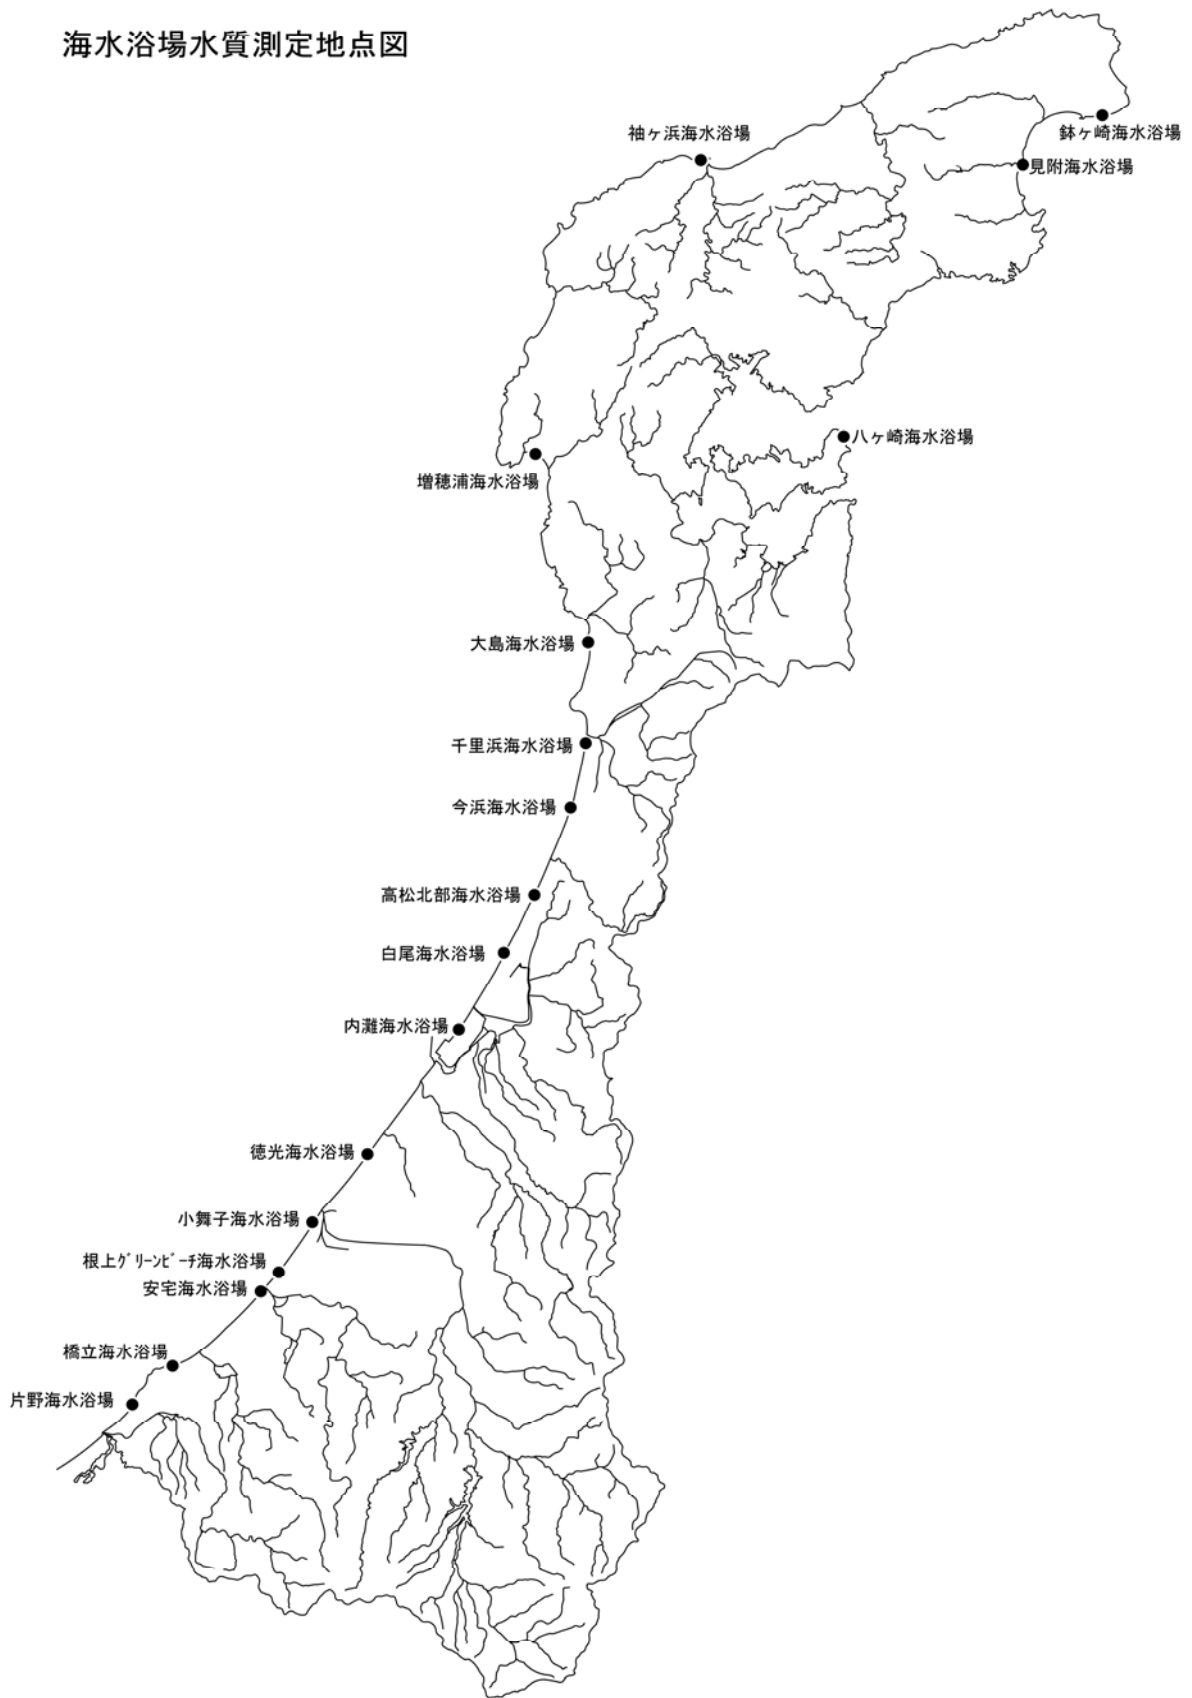 海水浴場水質測定地点図
鉢ヶ崎海水浴場
袖ヶ浜海水浴場
見附海水浴場
八ヶ崎海水浴場
増穂浦海水浴場
大島海水浴場
千里浜海水浴場
今浜海水浴場
高松北部海水浴場
白尾海水浴場
内灘海水浴場
徳光海水浴場
小舞子海水浴場
根上グリーンビーチ海水浴場
安宅海水浴場
橋立海水浴場
片野海水浴場